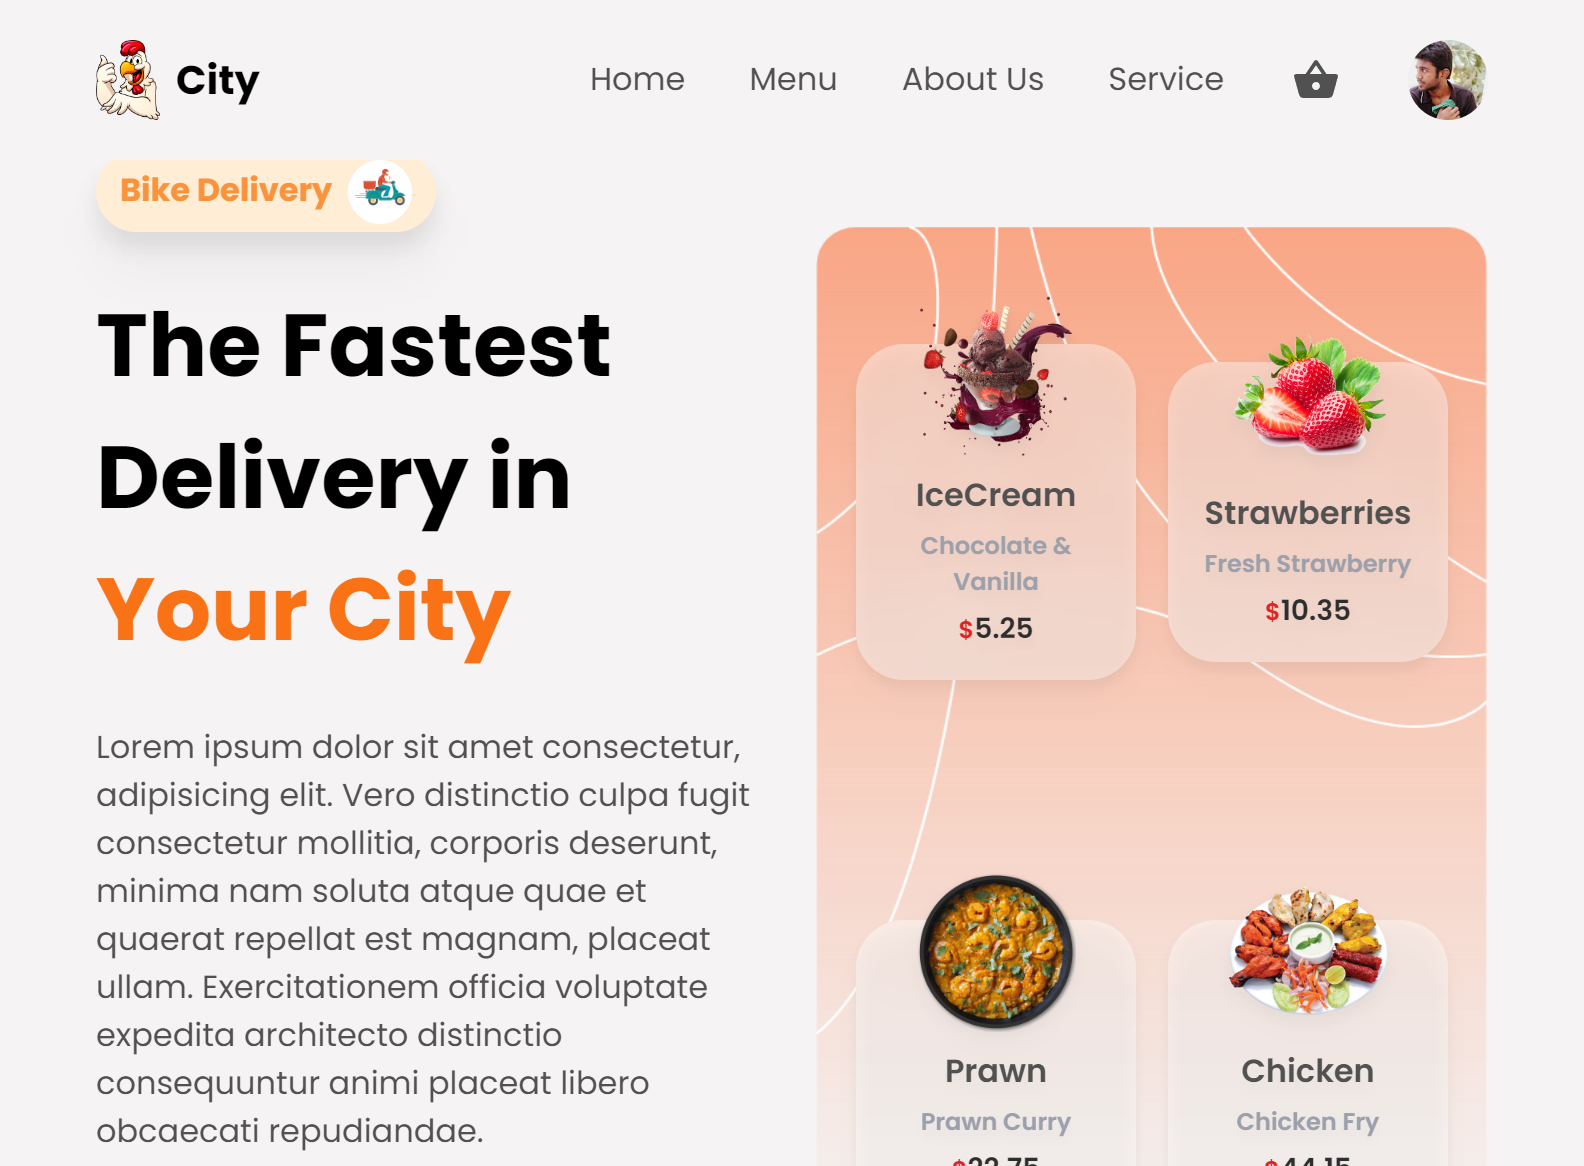 City
Home
Menu
About Us
Service
Bike Delivery
The Fastest
Delivery in
Your City
Lorem ipsum dolor sit amet consectetur,
adipisicing elit. Vero distinctio culpa fugit
consectetur mollitia, corporis deserunt,
minima nam soluta atque quae et
quaerat repellat est magnam, placeat
ullam. Exercitationem officia voluptate
expedita architecto distinctio
consequuntur animi placeat libero
obcaecati repudiandae.
IceCream
Chocolate &
Vanilla
$5.25
Strawberries
Fresh Strawberry
$10.35
Prawn
Prawn Curry
Chicken
Chicken Fry